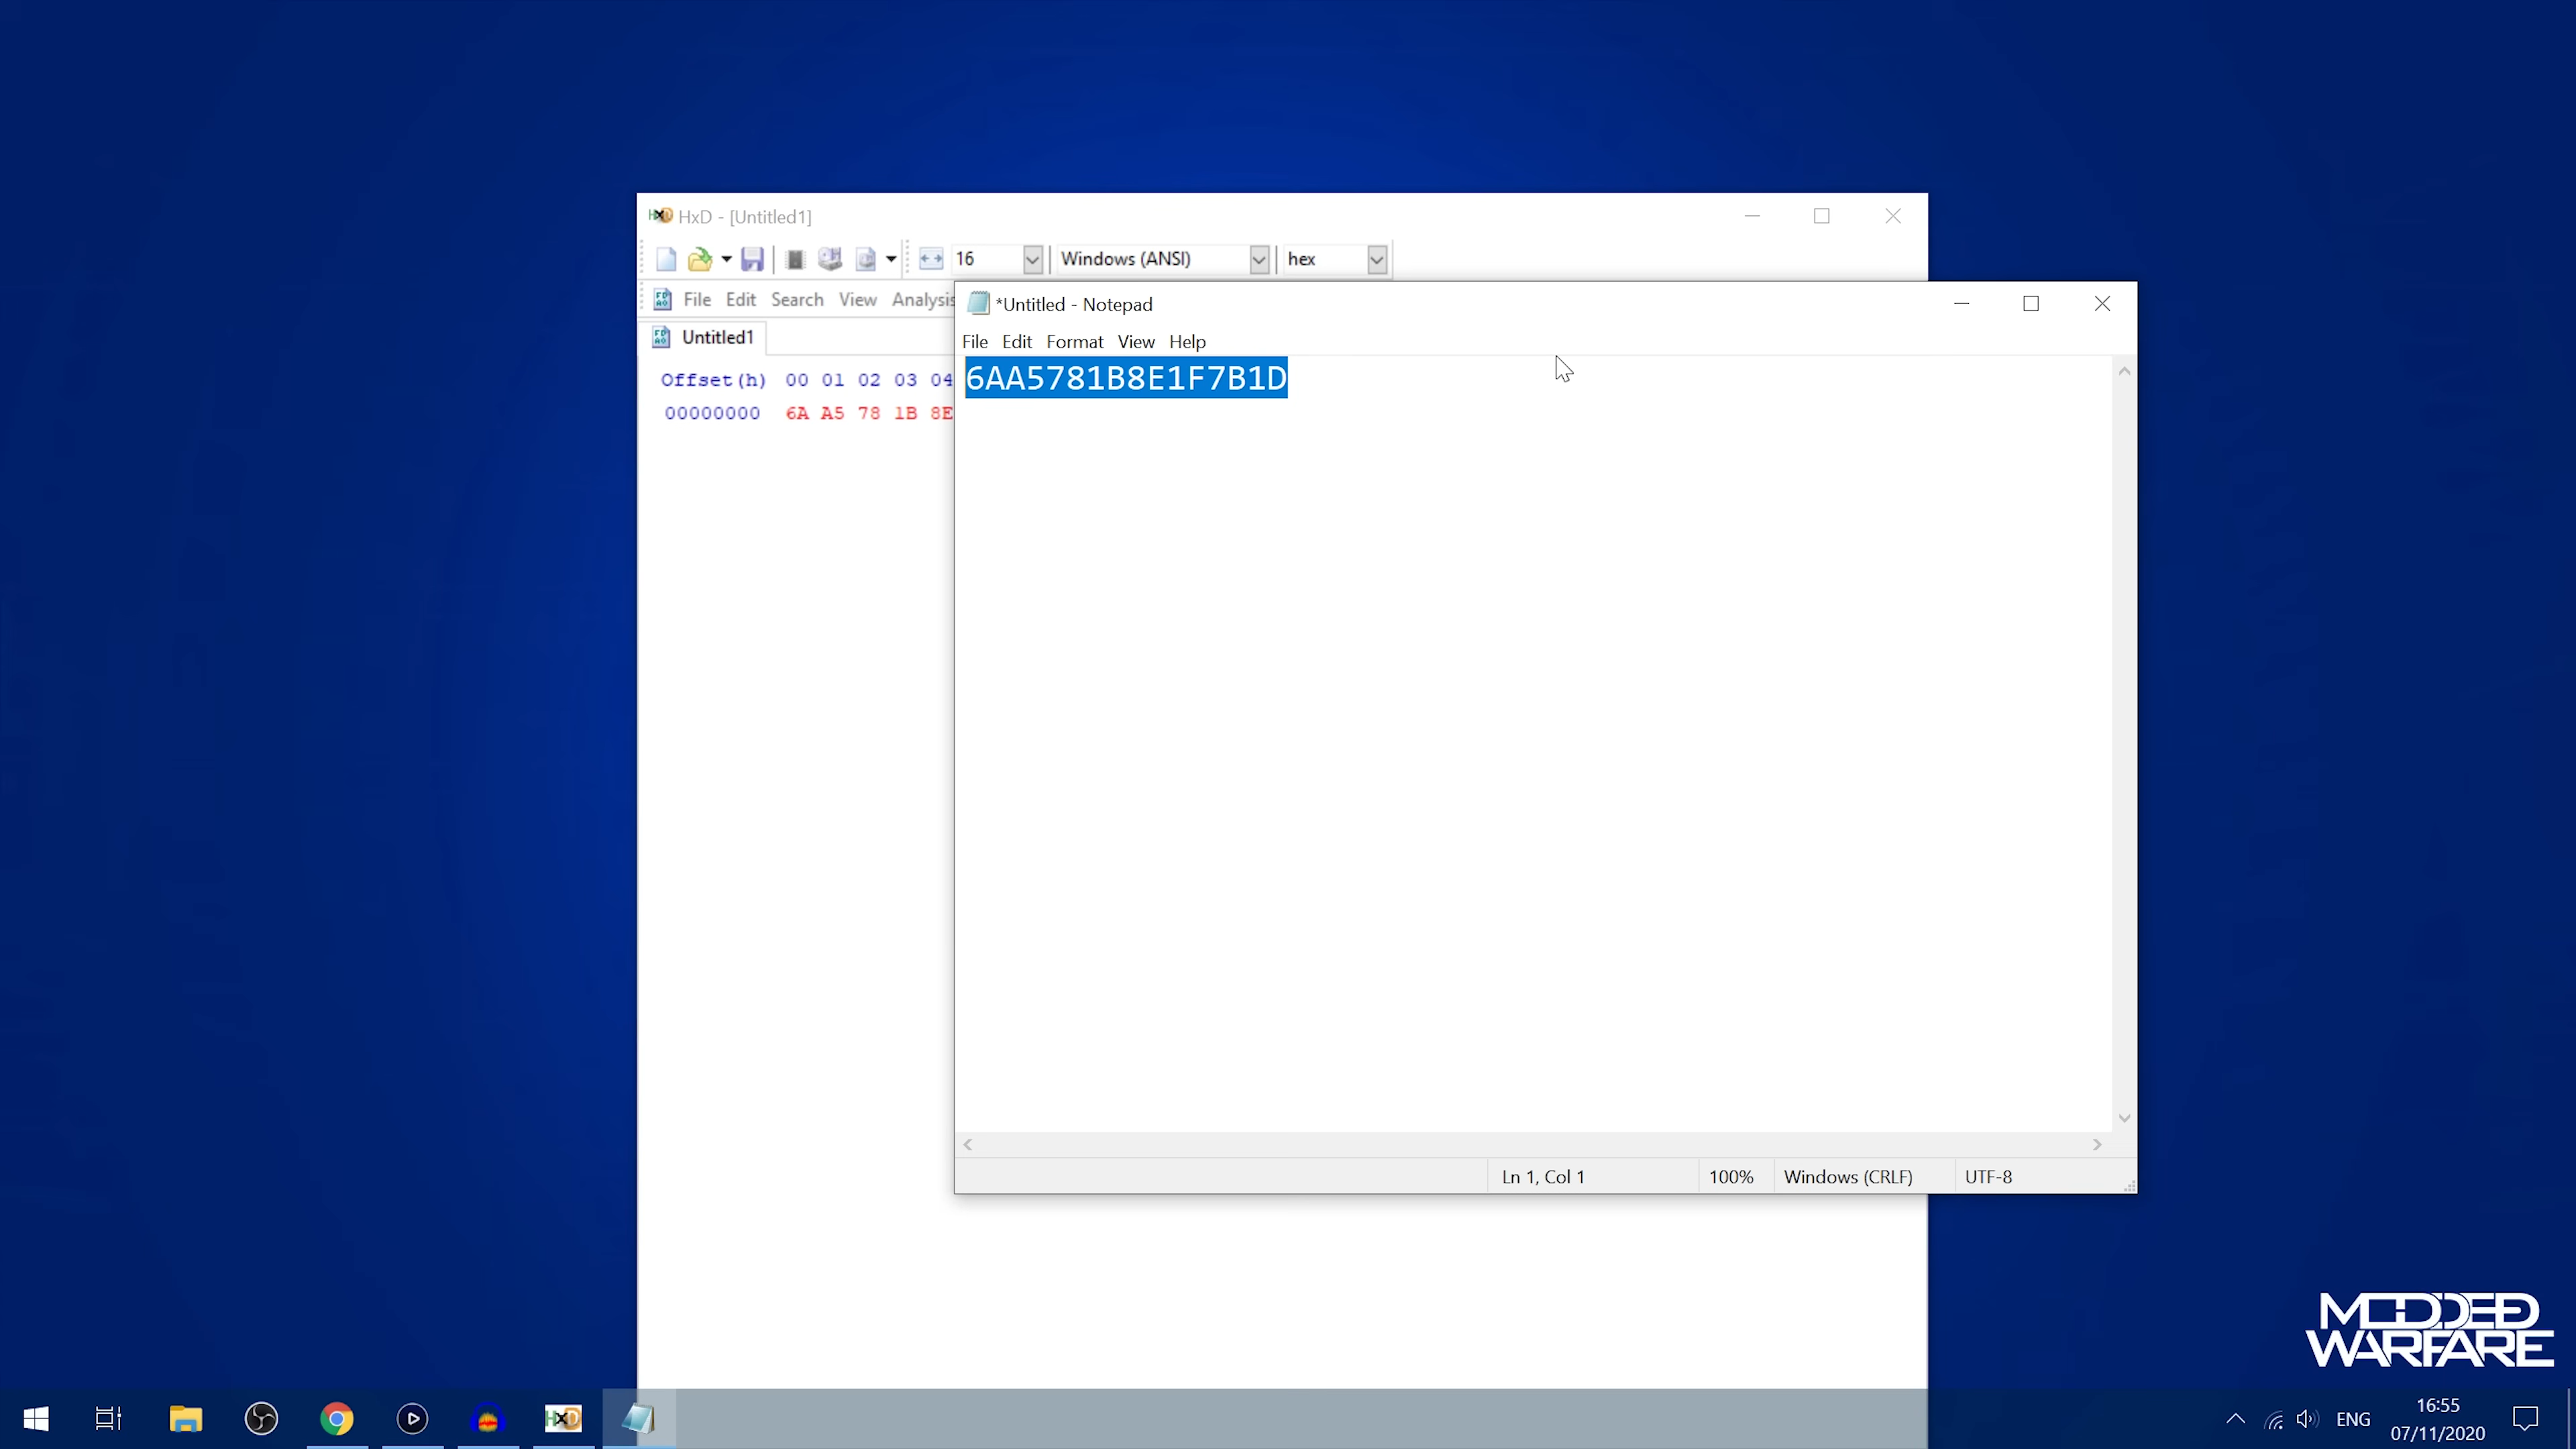 HxD - [Untitled1]
16 Windows (ANSI) hex
File Edit Search View Analysis
Untitled1
Offset(h) 00 01 02 03 04
00000000 6A A5 78 1B 8E
*Untitled - Notepad
File Edit Format View Help
6AA5781B8E1F7B1D
Ln 1, Col 1 100% Windows (CRLF) UTF-8
MODDED
WARFARE
HXD
ENG
16:55
07/11/2020